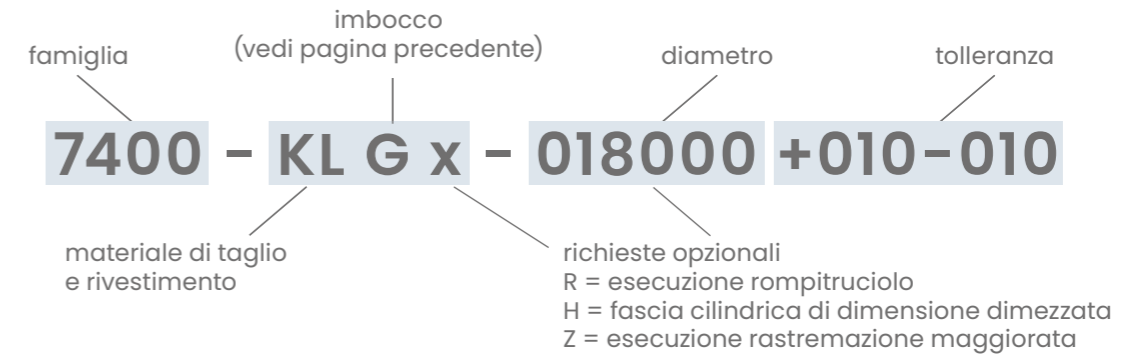 imbocco
(vedi pagina precedente)
famiglia
diametro
tolleranza
7400 - KL G x - 018000 +010-010
materiale di taglio
e rivestimento
richieste opzionali
R = esecuzione rompitruciolo
H = fascia cilindrica di dimensione dimezzata
Z = esecuzione rastremazione maggiorata